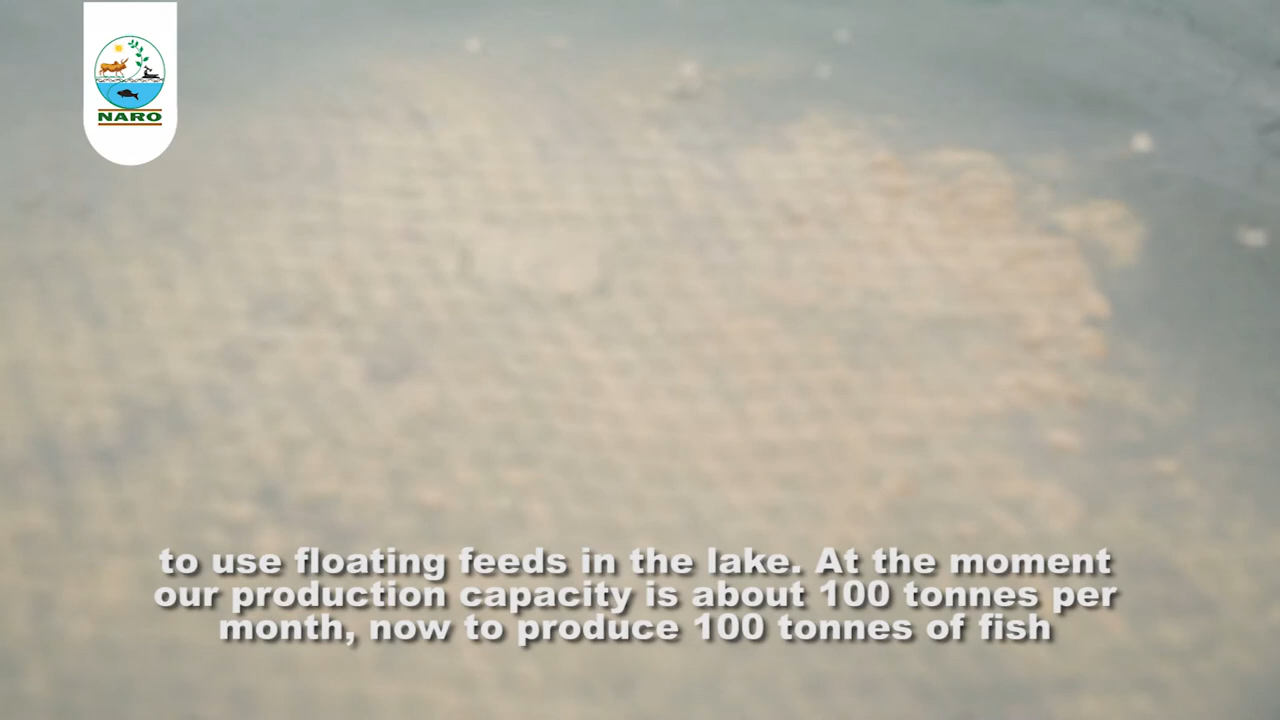 NARO
to use floating feeds in the lake. At the moment
our production capacity is about 100 tonnes per
month, now to produce 100 tonnes of fish